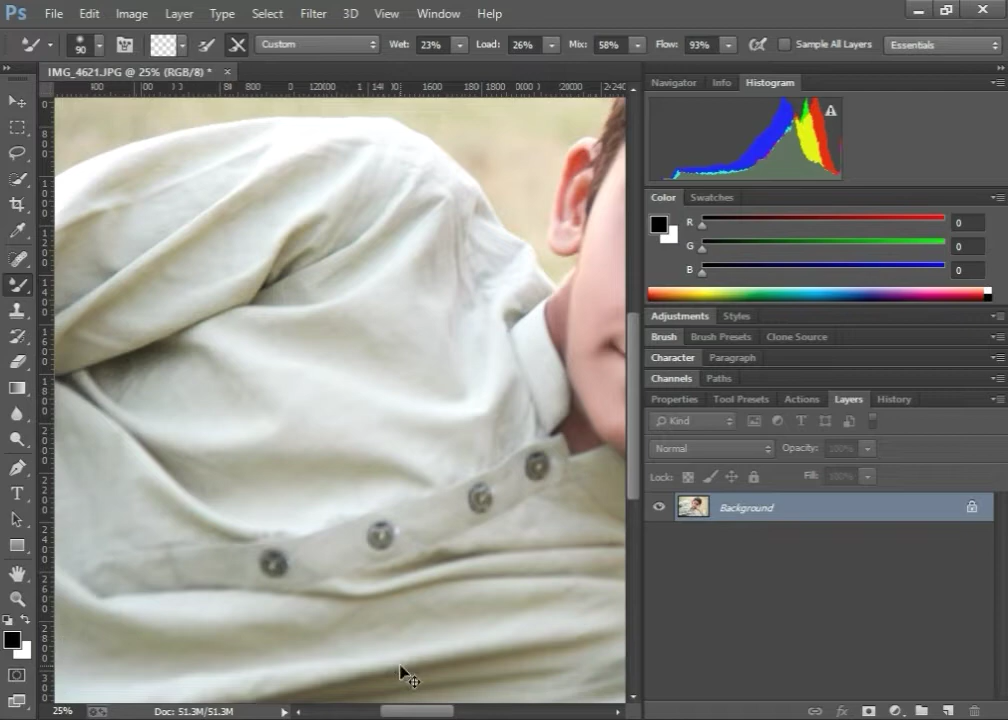 Ps File Edit Image Layer Type Select Filter 3D View Window Help
90 Custom Wet: 23% Load: 26% Mix: 58% Flow: 93% Sample All Layers Essentials
IMG_4621.JPG @ 25% (RGB/8) *
Navigator Info Histogram
Color Swatches
R 0
G 0
B 0
Adjustments Styles
Brush Brush Presets Clone Source
Character Paragraph
Channels Paths
Properties Tool Presets Actions Layers History
Kind
Normal Opacity: 100%
Lock: Fill: 100%
Background
25% Doc: 51.3M/51.3M